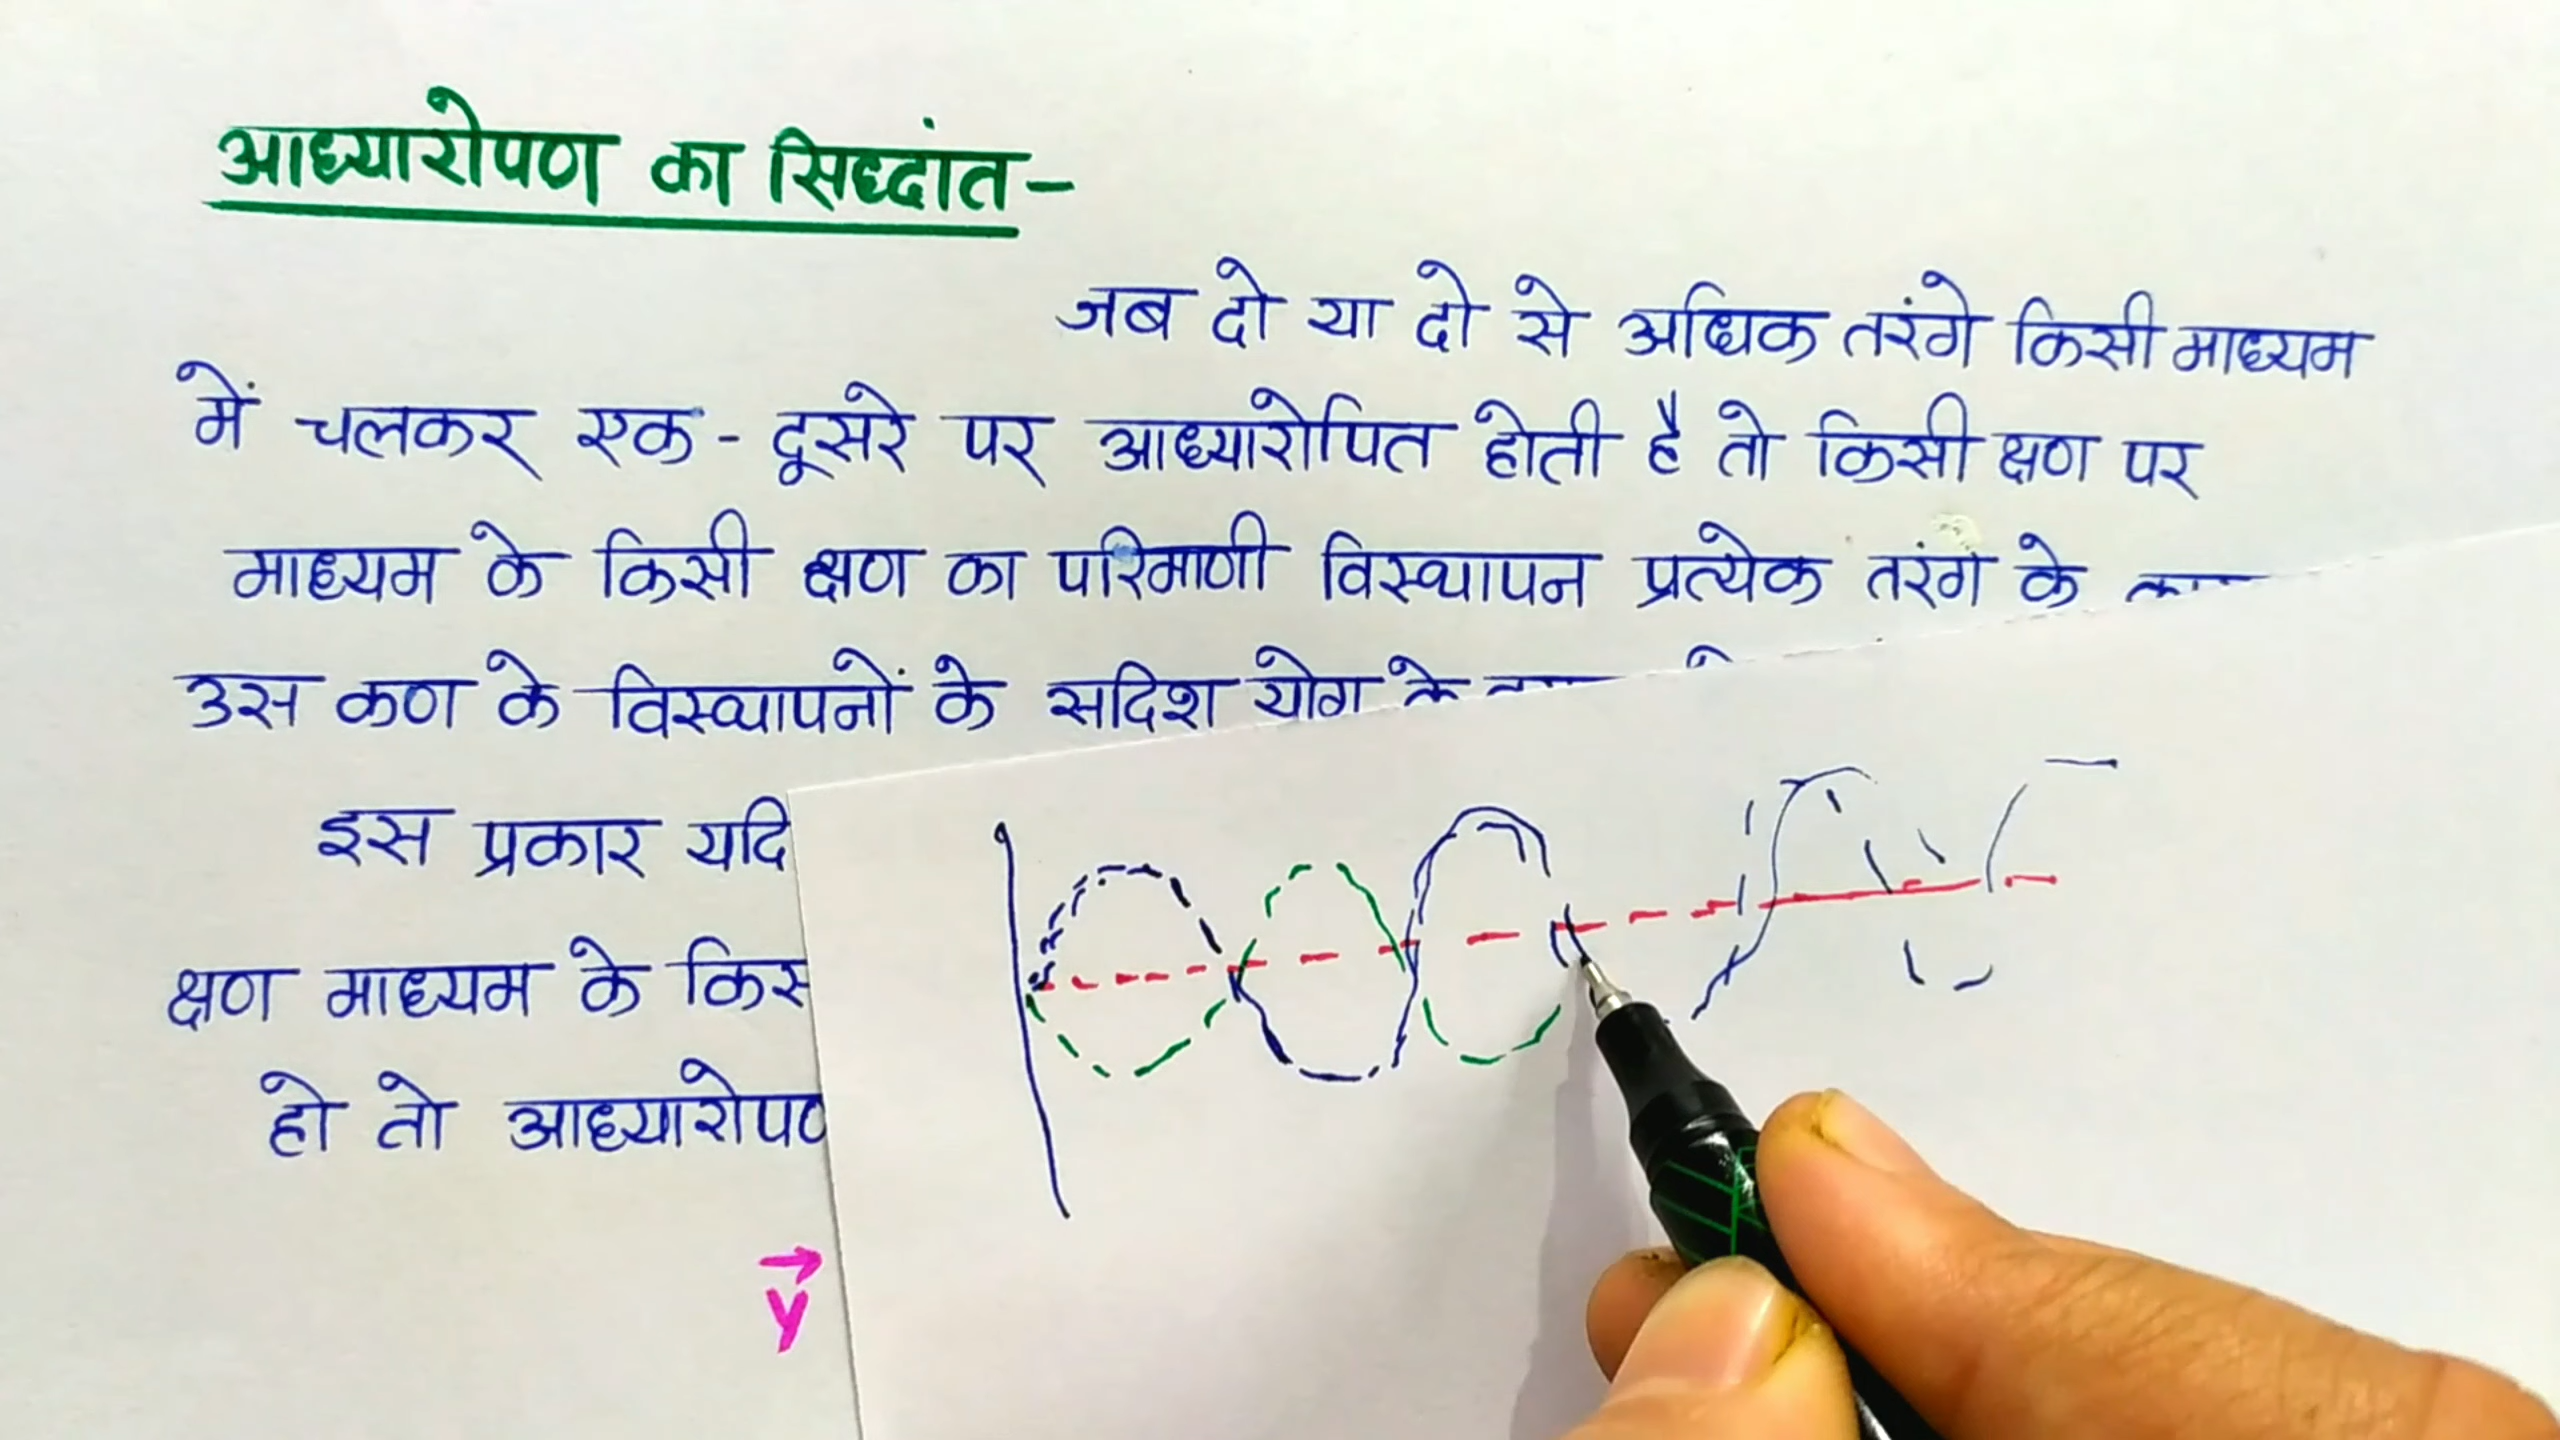 आध्यारोपण का सिध्दांत-
जब दो या दो से अधिक तरंगे किसी माध्यम
में चलकर एक-दूसरे पर आध्यारोपित होती है तो किसी क्षण पर
माध्यम के किसी क्षण का परिमाणी विस्थापन प्रत्येक तरंग के
उस कण के विस्थापनों के सदिश योग के
इस प्रकार यदि
क्षण माध्यम के किस
हो तो आध्यारोपण
y⃗